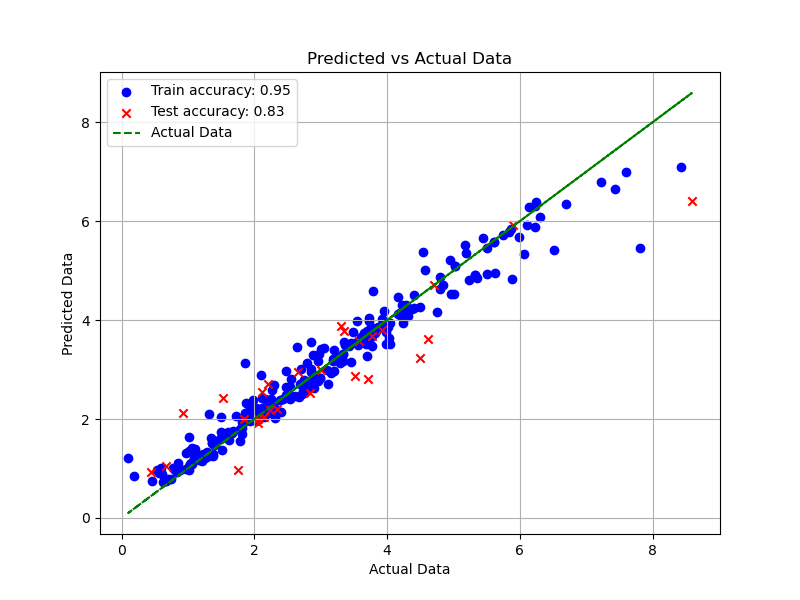 Predicted vs Actual Data
Train accuracy: 0.95
Test accuracy: 0.83
Actual Data
8
6
4
2
0
Predicted Data
0 2 4 6 8
Actual Data